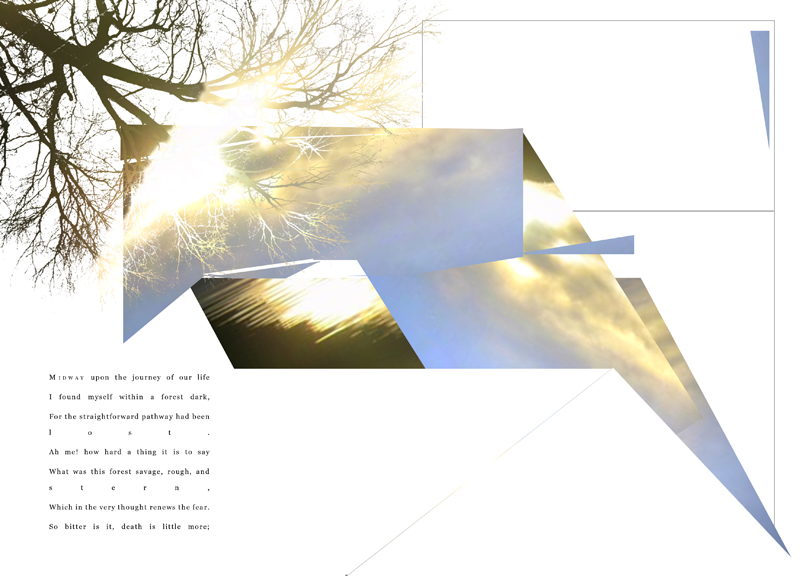 Midway upon the journey of our life
I found myself within a forest dark,
For the straightforward pathway had been
lost.
Ah me! how hard a thing it is to say
What was this forest savage, rough, and
stern,
Which in the very thought renews the fear.
So bitter is it, death is little more;